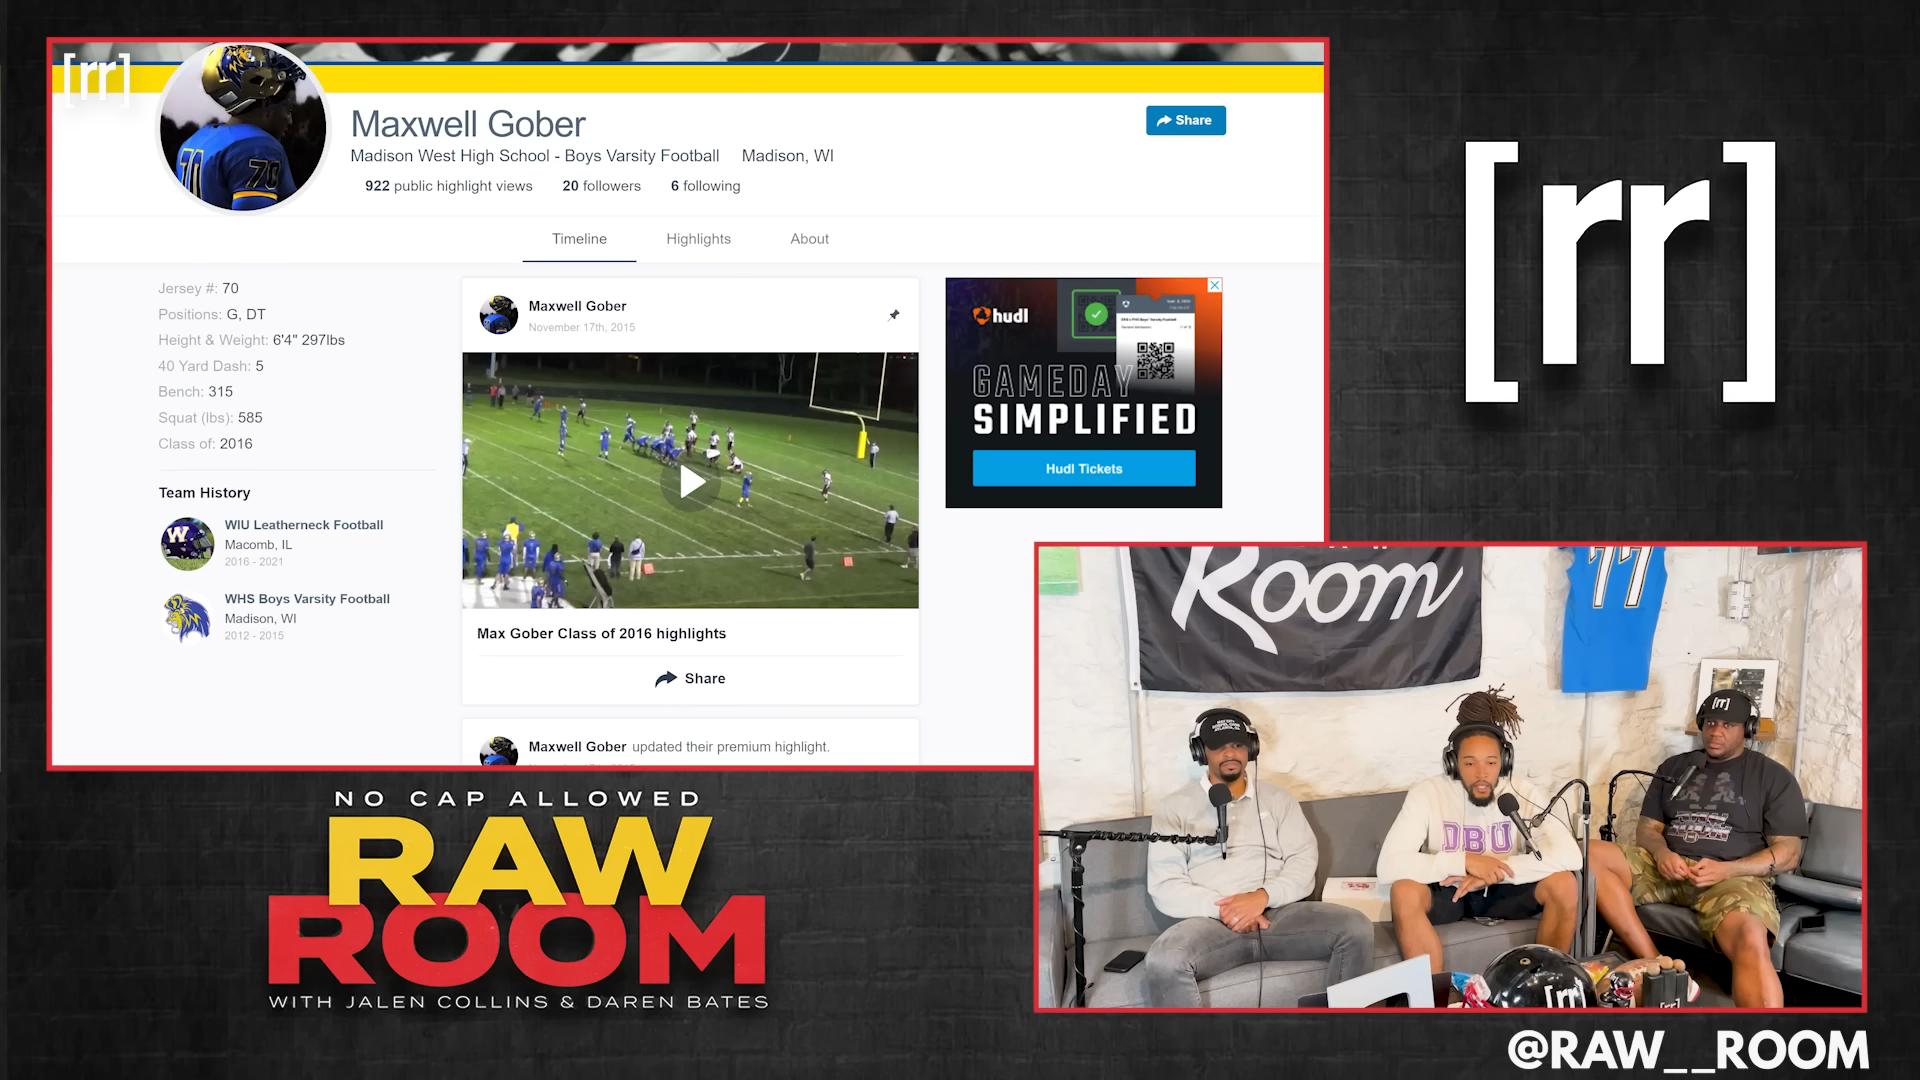 [rr]
Maxwell Gober
Share
Madison West High School - Boys Varsity Football Madison, WI
922 public highlight views 20 followers 6 following
70
Timeline Highlights About
Jersey #: 70
Positions: G, DT
Height & Weight: 6'4" 297lbs
40 Yard Dash: 5
Bench: 315
Squat (lbs): 585
Class of: 2016
Team History
W
WIU Leatherneck Football
Macomb, IL
2016 - 2021
WHS Boys Varsity Football
Madison, WI
2012 - 2015
Maxwell Gober
November 17th, 2015
Max Gober Class of 2016 highlights
Share
Maxwell Gober updated their premium highlight.
hudl
GAMEDAY
SIMPLIFIED
Hudl Tickets
[rr]
Room
77
[rr]
DBU
[rr]
NO CAP ALLOWED
RAW
ROOM
WITH JALEN COLLINS & DAREN BATES
@RAW__ROOM